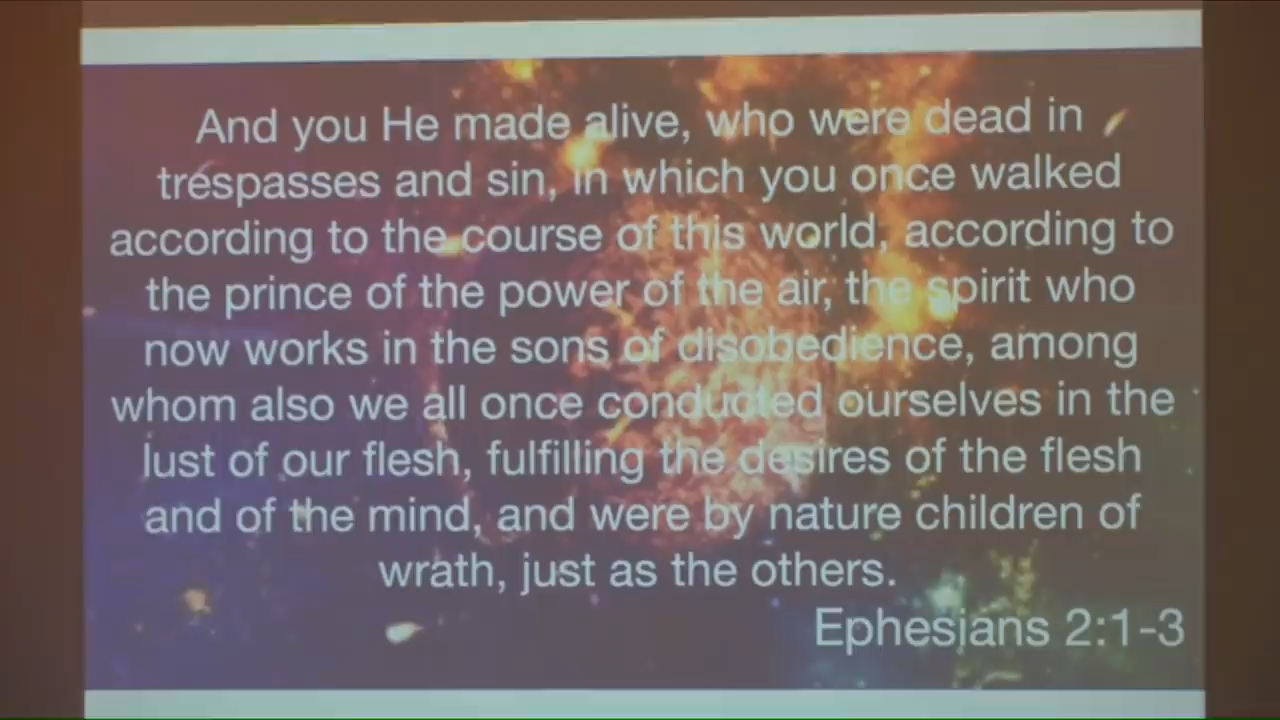 And you He made alive, who were dead in
trespasses and sin, in which you once walked
according to the course of this world, according to
the prince of the power of the air, the spirit who
now works in the sons of disobedience, among
whom also we all once conducted ourselves in the
lust of our flesh, fulfilling the desires of the flesh
and of the mind, and were by nature children of
wrath, just as the others.
Ephesians 2:1-3